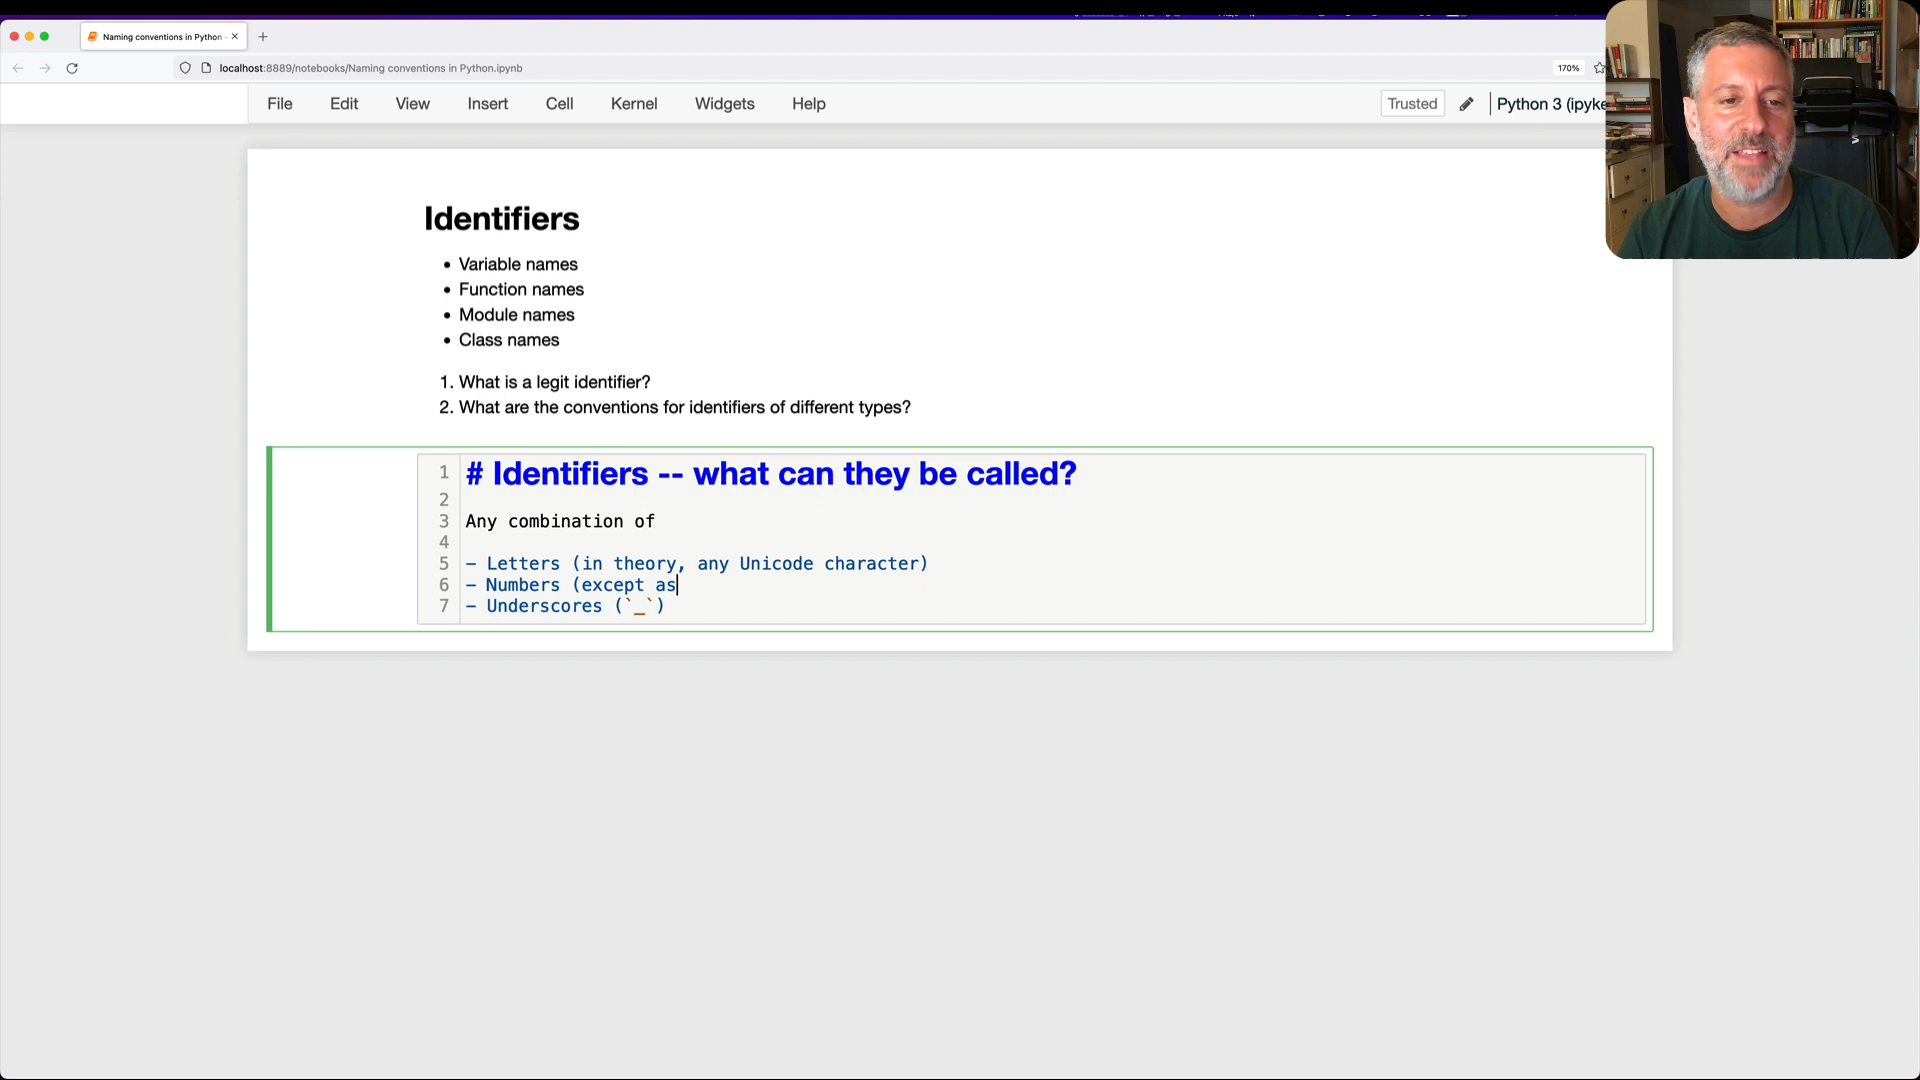 Naming conventions in Python -
localhost:8889/notebooks/Naming conventions in Python.ipynb
170%
File Edit View Insert Cell Kernel Widgets Help
Trusted
Python 3 (ipyke
Identifiers
• Variable names
• Function names
• Module names
• Class names
1. What is a legit identifier?
2. What are the conventions for identifiers of different types?
1 # Identifiers -- what can they be called?
2
3 Any combination of
4
5 - Letters (in theory, any Unicode character)
6 - Numbers (except as
7 - Underscores (`_`)